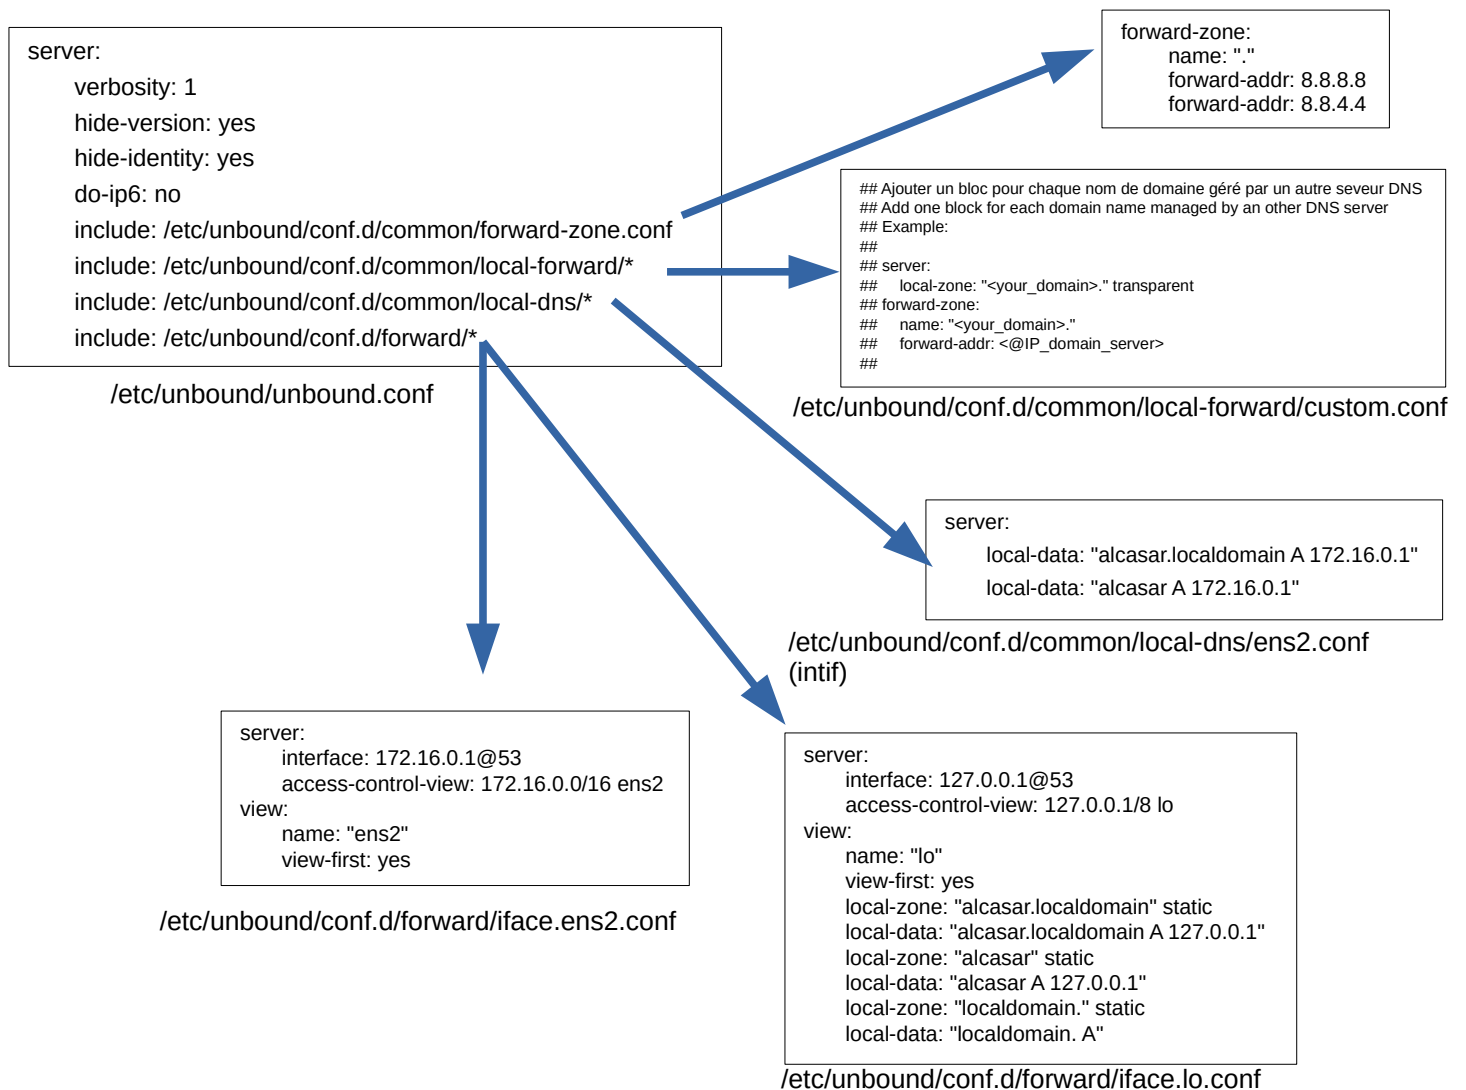 server:
verbosity: 1
hide-version: yes
hide-identity: yes
do-ip6: no
include: /etc/unbound/conf.d/common/forward-zone.conf
include: /etc/unbound/conf.d/common/local-forward/*
include: /etc/unbound/conf.d/common/local-dns/*
include: /etc/unbound/conf.d/forward/*
/etc/unbound/unbound.conf
forward-zone:
name: "."
forward-addr: 8.8.8.8
forward-addr: 8.8.4.4
## Ajouter un bloc pour chaque nom de domaine géré par un autre seveur DNS
## Add one block for each domain name managed by an other DNS server
## Example:
##
## server:
## local-zone: "<your_domain>." transparent
## forward-zone:
## name: "<your_domain>."
## forward-addr: <@IP_domain_server>
##
/etc/unbound/conf.d/common/local-forward/custom.conf
server:
local-data: "alcasar.localdomain A 172.16.0.1"
local-data: "alcasar A 172.16.0.1"
/etc/unbound/conf.d/common/local-dns/ens2.conf
(intif)
server:
interface: 172.16.0.1@53
access-control-view: 172.16.0.0/16 ens2
view:
name: "ens2"
view-first: yes
/etc/unbound/conf.d/forward/iface.ens2.conf
server:
interface: 127.0.0.1@53
access-control-view: 127.0.0.1/8 lo
view:
name: "lo"
view-first: yes
local-zone: "alcasar.localdomain" static
local-data: "alcasar.localdomain A 127.0.0.1"
local-zone: "alcasar" static
local-data: "alcasar A 127.0.0.1"
local-zone: "localdomain." static
local-data: "localdomain. A"
/etc/unbound/conf.d/forward/iface.lo.conf